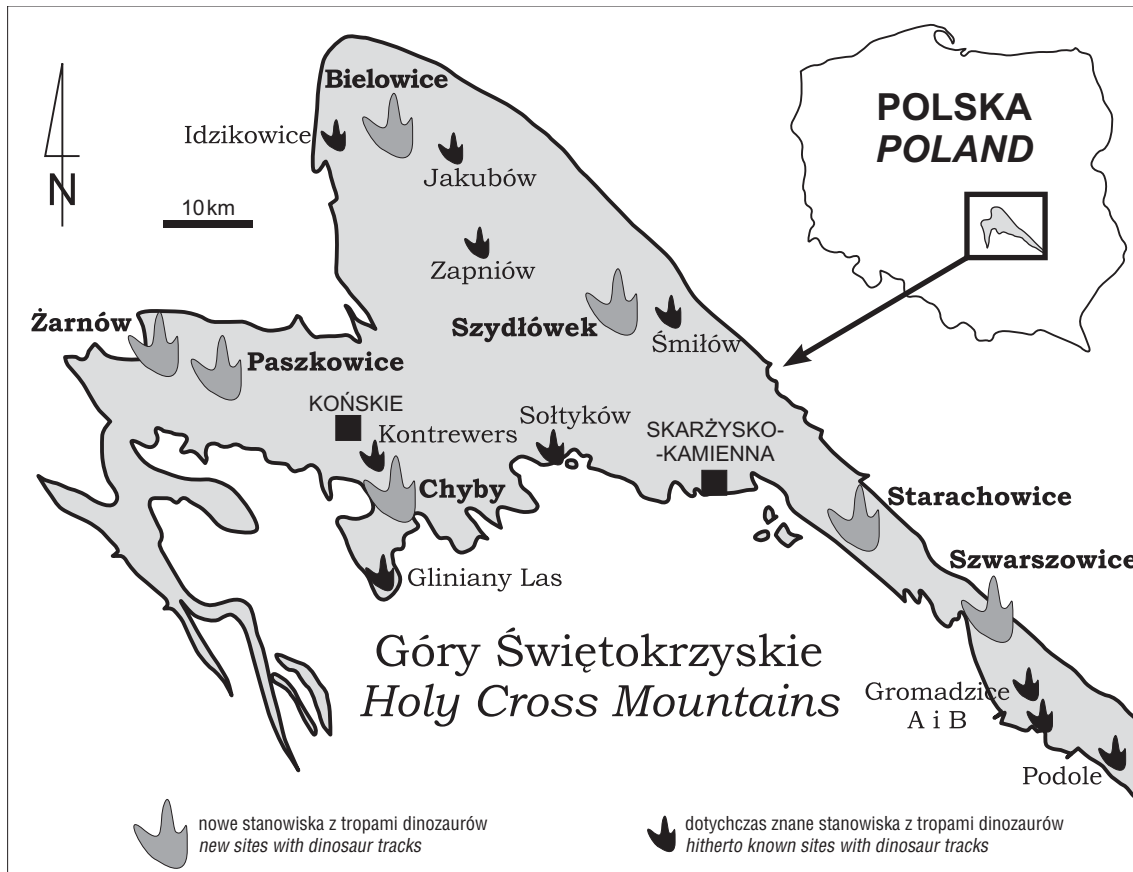 Bielowice
Idzikowice
Jakubów
N
10 km
Zapniów
POLSKA
POLAND
Żarnów
Paszkowice
Szydłówek
Śmiłów
KOŃSKIE
Kontrewers
Sołtyków
SKARŻYSKO-
-KAMIENNA
Chyby
Starachowice
Gliniany Las
Szwarszowice
Góry Świętokrzyskie
Holy Cross Mountains
Gromadzice
A i B
Podole
nowe stanowiska z tropami dinozaurów
new sites with dinosaur tracks
dotychczas znane stanowiska z tropami dinozaurów
hitherto known sites with dinosaur tracks